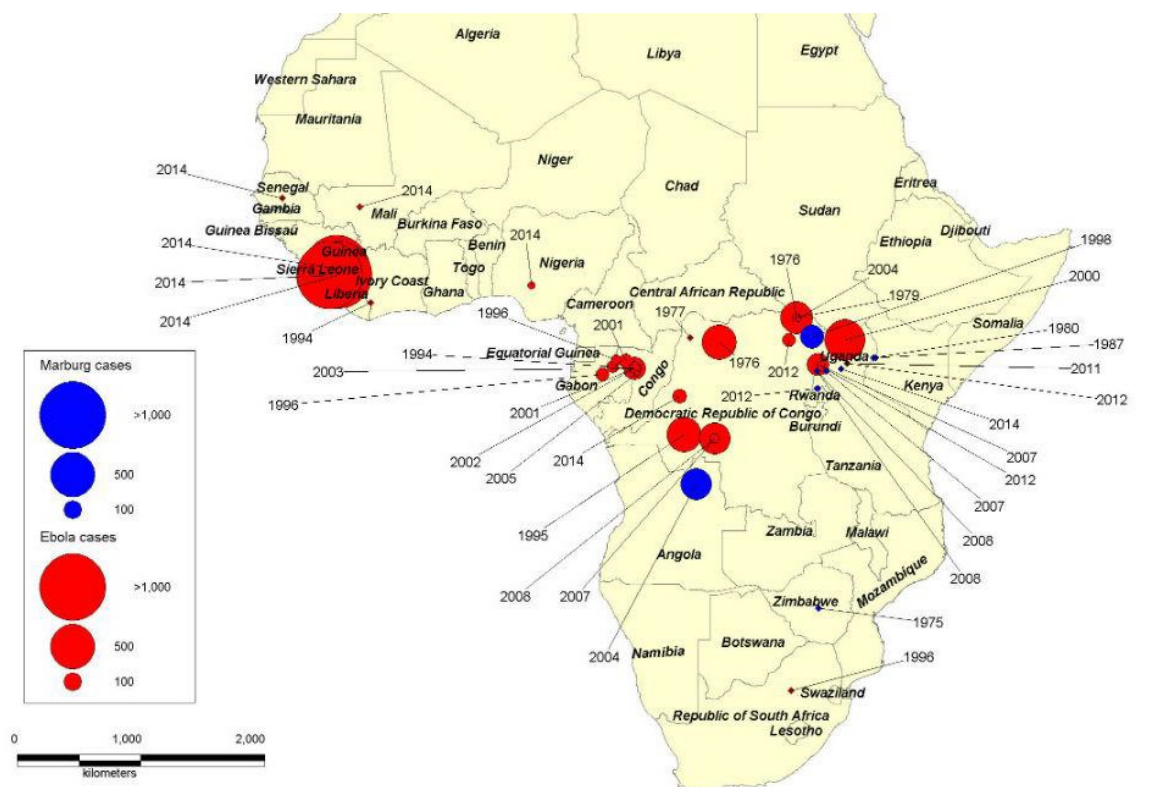 Algeria
Libya
Egypt
Western Sahara
Mauritania
Niger
Chad
Sudan
Eritrea
2014
Senegal
2014
Gambia
Mali
Burkina Faso
Guinea Bissau
Benin
2014
Djibouti
Ethiopia
1998
2014
Guinea
Nigeria
1976
2004
Sierra Leone
Togo
2000
2014
Ivory Coast
Ghana
Liberia
Cameroon
Central African Republic
1979
2014
1996
1977
Somalia
1994
2001
1980
1994
Equatorial Guinea
Uganda
1987
2003
Gabon
Congo
1976
2012
Kenya
2011
1996
2001
2012
Rwanda
2012
Democratic Republic of Congo
2014
Burundi
2002
2014
2007
2005
Tanzania
2012
2007
1995
Zambia
Malawi
2008
Angola
Mozambique
2008
2008
2007
Zimbabwe
1975
2004
Namibia
Botswana
1996
Swaziland
Republic of South Africa
Lesotho
Marburg cases
>1,000
500
100
Ebola cases
>1,000
500
100
0 1,000 2,000
kilometers